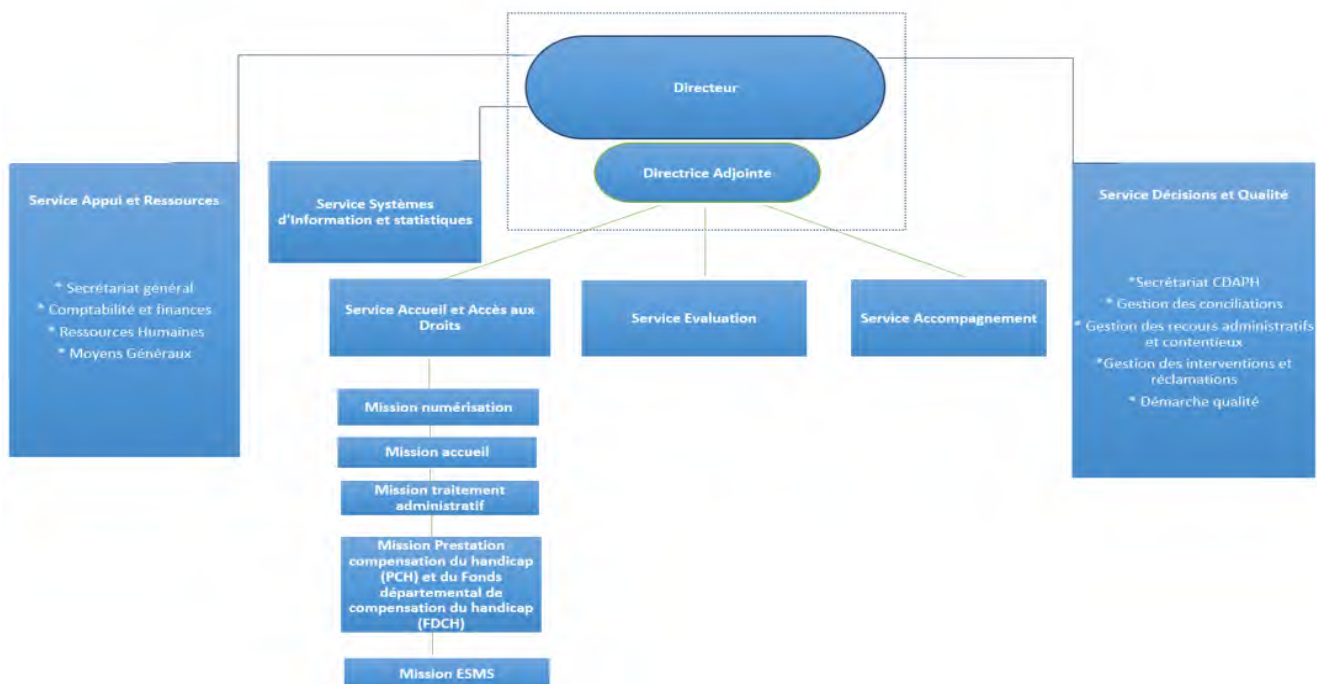 Directeur
Directrice Adjointe
Service Appui et Ressources
* Secrétariat général
* Comptabilité et finances
* Ressources Humaines
* Moyens Généraux
Service Systèmes
d'Information et statistiques
Service Décisions et Qualité
*Secrétariat CDAPH
* Gestion des conciliations
* Gestion des recours administratifs
et contentieux
*Gestion des interventions et
réclamations
* Démarche qualité
Service Accueil et Accès aux
Droits
Service Evaluation
Service Accompagnement
Mission numérisation
Mission accueil
Mission traitement
administratif
Mission Prestation
compensation du handicap
(PCH) et du Fonds
départemental de
compensation du handicap
(FDCH)
Mission ESMS